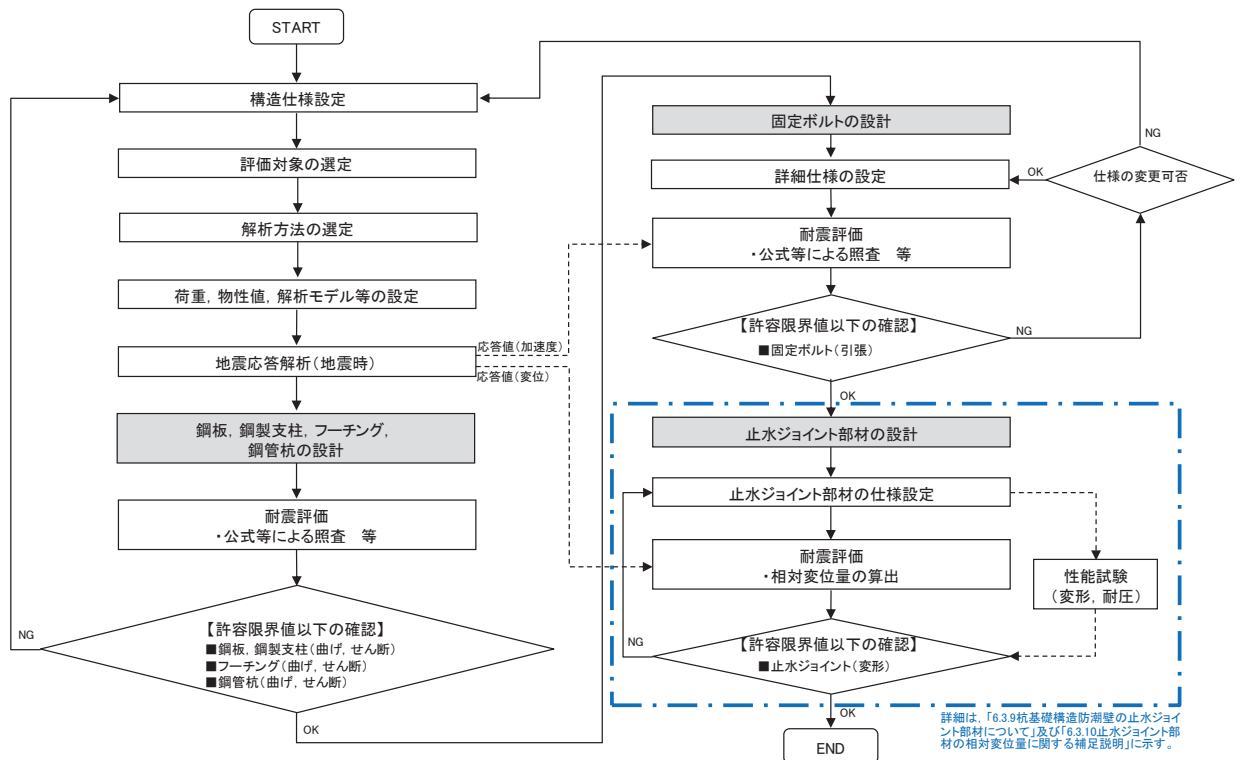 START
構造仕様設定
評価対象の選定
解析方法の選定
荷重, 物性値, 解析モデル等の設定
地震応答解析(地震時)
応答値(加速度)
応答値(変位)
鋼板, 鋼製支柱, フーチング,
鋼管杭の設計
耐震評価
・公式等による照査 等
【許容限界値以下の確認】
■鋼板, 鋼製支柱(曲げ, せん断)
■フーチング(曲げ, せん断)
■鋼管杭(曲げ, せん断)
NG
OK
固定ボルトの設計
詳細仕様の設定
OK
仕様の変更可否
NG
耐震評価
・公式等による照査 等
【許容限界値以下の確認】
■固定ボルト(引張)
NG
OK
止水ジョイント部材の設計
止水ジョイント部材の仕様設定
耐震評価
・相対変位量の算出
性能試験
(変形, 耐圧)
【許容限界値以下の確認】
■止水ジョイント(変形)
NG
OK
END
詳細は, 「6.3.9杭基礎構造防潮壁の止水ジョイ
ント部材について」及び「6.3.10止水ジョイント部
材の相対変位量に関する補足説明」に示す。